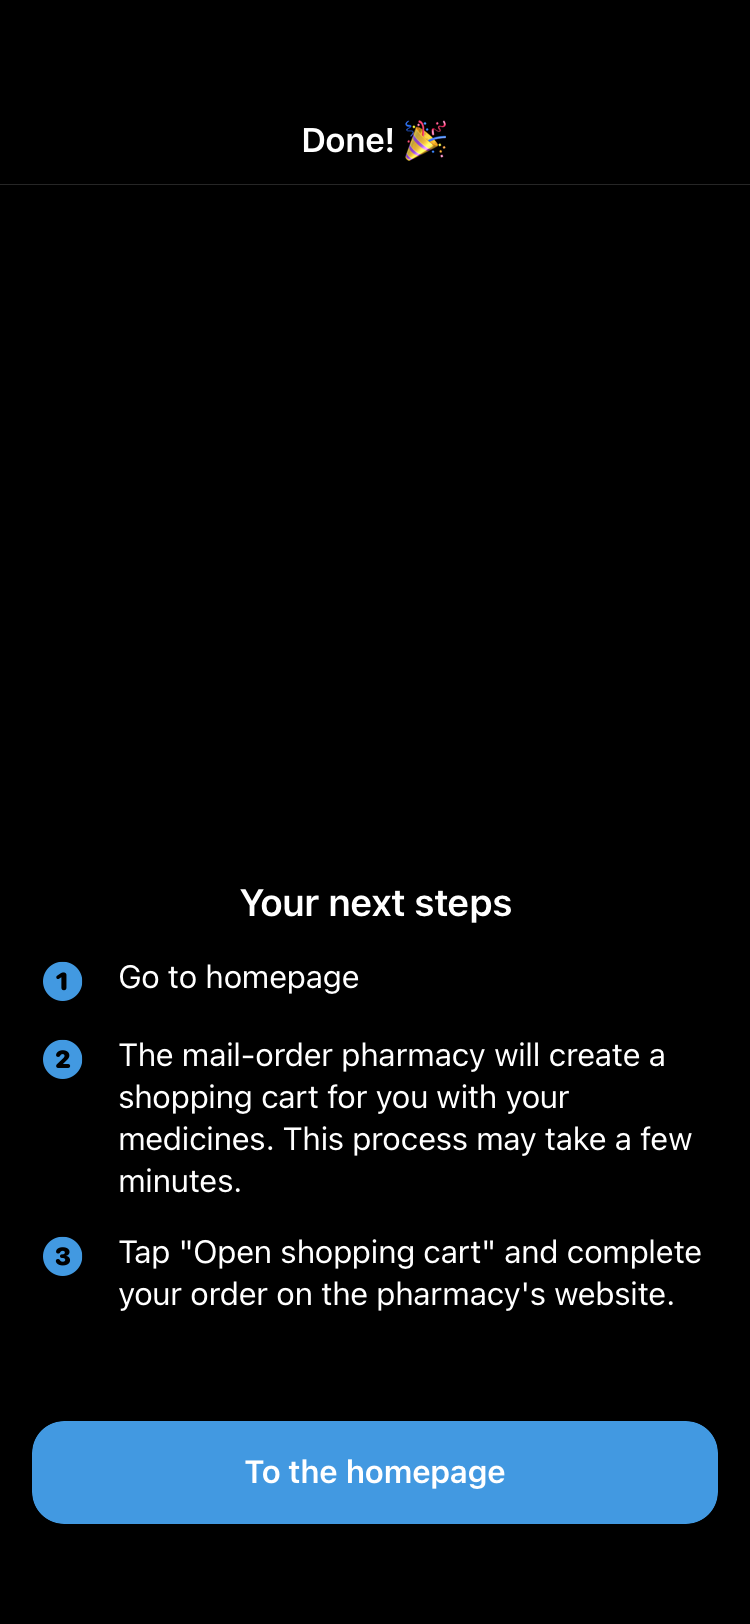 Done! 🎉
Your next steps
1 Go to homepage
2 The mail-order pharmacy will create a
shopping cart for you with your
medicines. This process may take a few
minutes.
3 Tap "Open shopping cart" and complete
your order on the pharmacy's website.
To the homepage